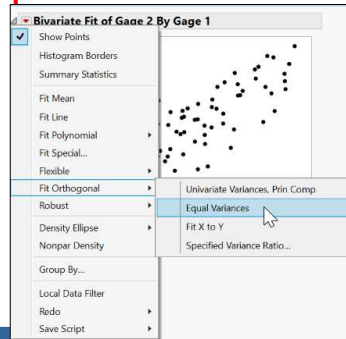 Bivariate Fit of Gage 2 By Gage 1
Show Points
Histogram Borders
Summary Statistics
Fit Mean
Fit Line
Fit Polynomial
Fit Special...
Flexible
Fit Orthogonal
Univariate Variances, Prin Comp
Robust
Equal Variances
Fit X to Y
Density Ellipse
Specified Variance Ratio...
Nonpar Density
Group By...
Local Data Filter
Redo
Save Script